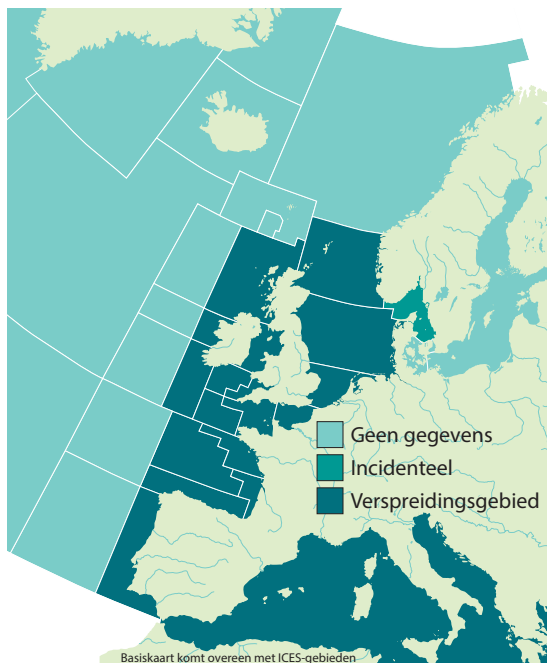 Geen gegevens
Incidenteel
Verspreidingsgebied
Basiskaart komt overeen met ICES-gebieden